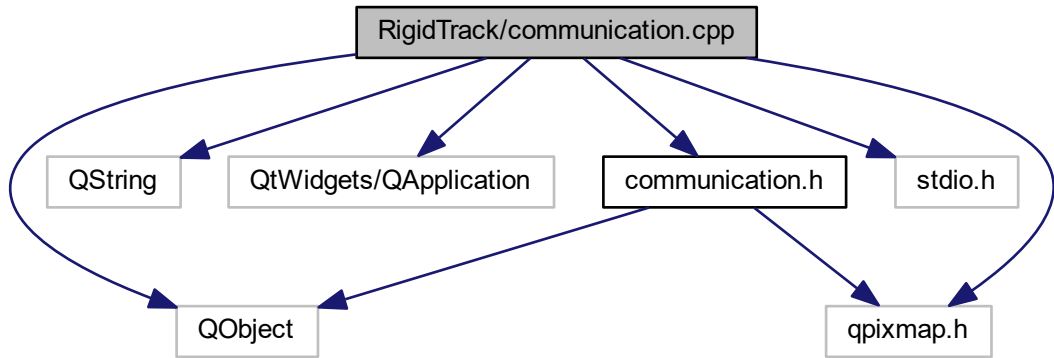 RigidTrack/communication.cpp
QString
QtWidgets/QApplication
communication.h
stdio.h
QObject
qpixmap.h